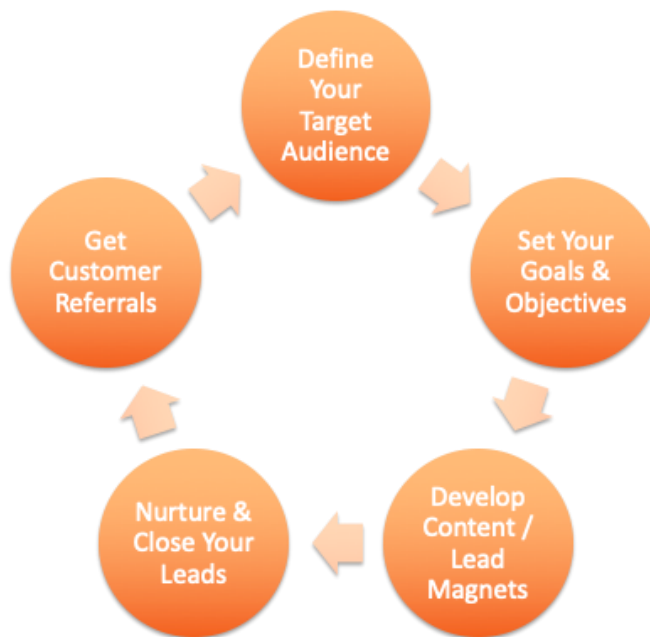 Define
Your
Target
Audience
Set Your
Goals &
Objectives
Develop
Content /
Lead
Magnets
Nurture &
Close Your
Leads
Get
Customer
Referrals